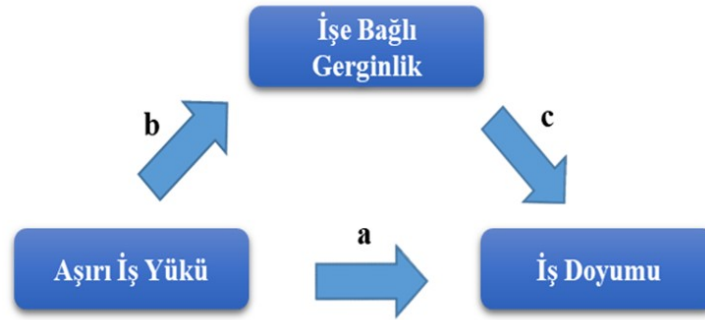 İşe Bağlı
Gerginlik
b
c
a
Aşırı İş Yükü
İş Doyumu